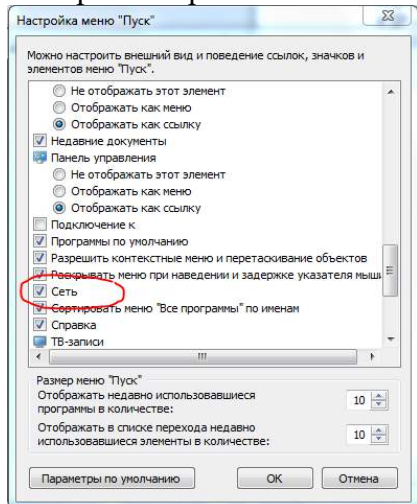 Настройка меню "Пуск"
Можно настроить внешний вид и поведение ссылок, значков и
элементов меню "Пуск".
Не отображать этот элемент
Отображать как меню
Отображать как ссылку
Недавние документы
Панель управления
Не отображать этот элемент
Отображать как меню
Отображать как ссылку
Подключение к
Программы по умолчанию
Разрешить контекстные меню и перетаскивание объектов
Раскрывать меню при наведении и задержке указателя мыши
Сеть
Сортировать меню "Все программы" по именам
Справка
ТВ-записи
Размер меню "Пуск"
Отображать недавно использовавшиеся
программы в количестве:
10
Отображать в списке перехода недавно
использовавшиеся элементы в количестве:
10
Параметры по умолчанию
ОК
Отмена